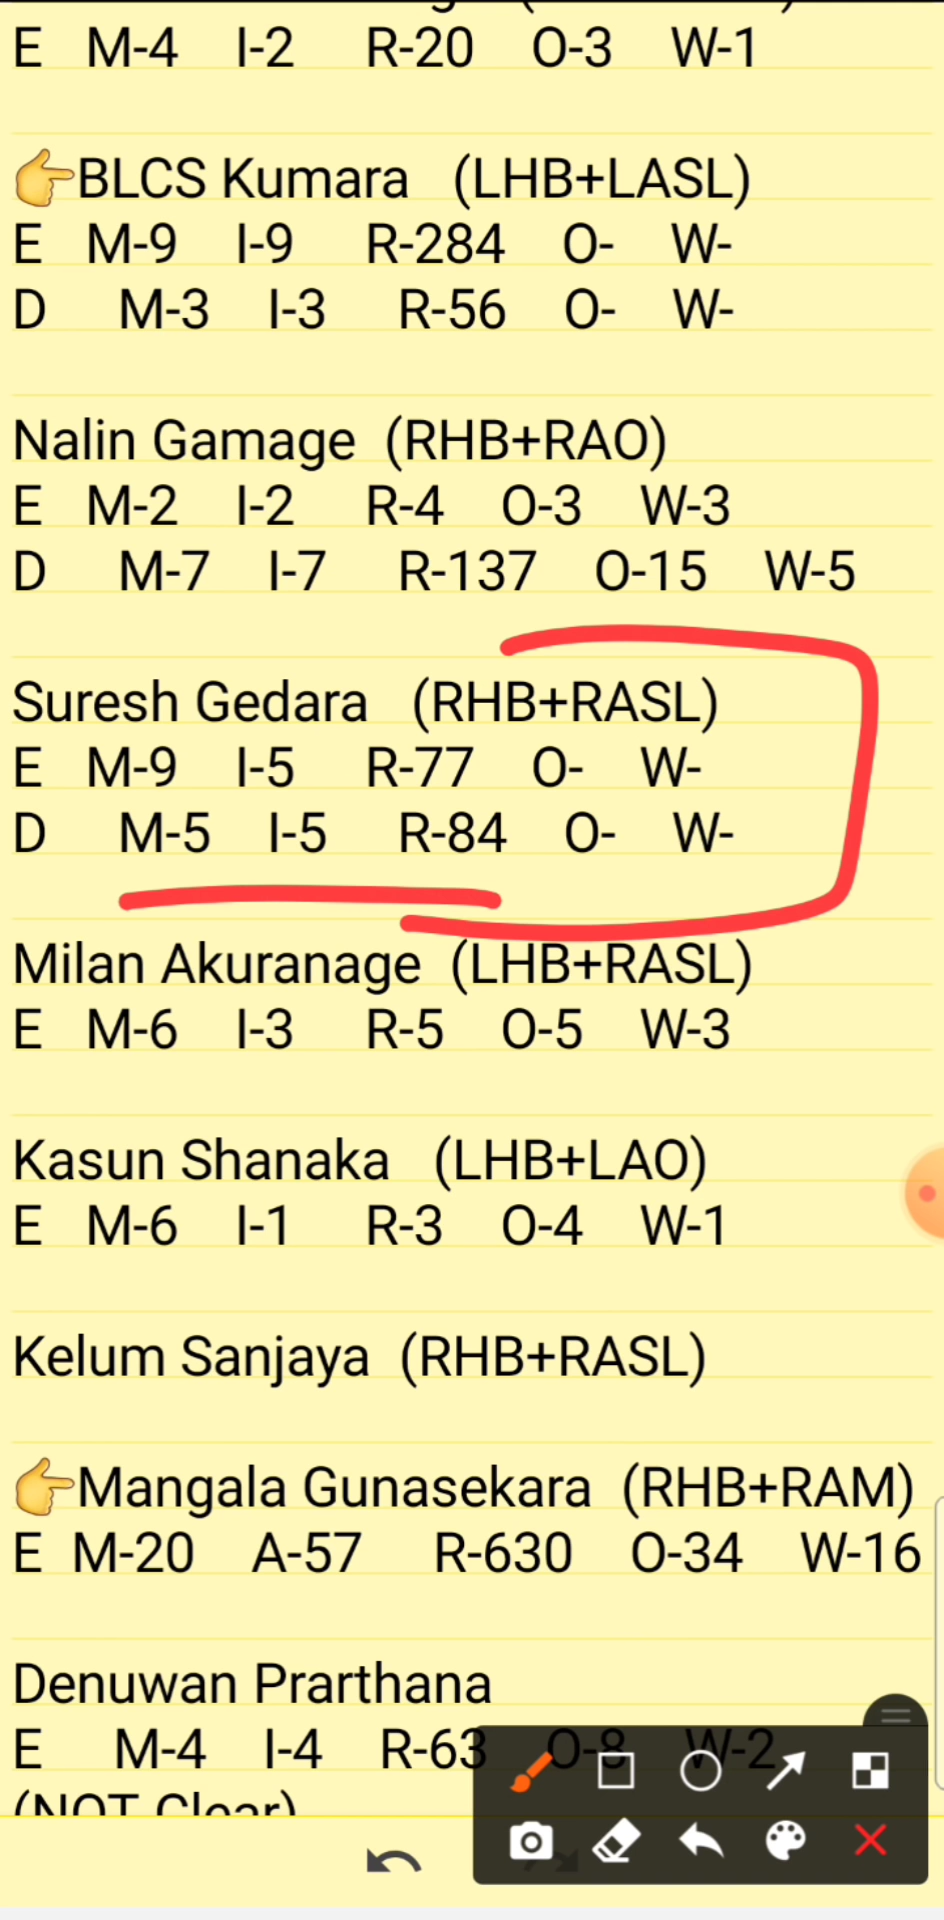 E M-4 I-2 R-20 O-3 W-1
👉BLCS Kumara (LHB+LASL)
E M-9 I-9 R-284 O- W-
D M-3 I-3 R-56 O- W-
Nalin Gamage (RHB+RAO)
E M-2 I-2 R-4 O-3 W-3
D M-7 I-7 R-137 O-15 W-5
Suresh Gedara (RHB+RASL)
E M-9 I-5 R-77 O- W-
D M-5 I-5 R-84 O- W-
Milan Akuranage (LHB+RASL)
E M-6 I-3 R-5 O-5 W-3
Kasun Shanaka (LHB+LAO)
E M-6 I-1 R-3 O-4 W-1
Kelum Sanjaya (RHB+RASL)
👉Mangala Gunasekara (RHB+RAM)
E M-20 A-57 R-630 O-34 W-16
Denuwan Prarthana
E M-4 I-4 R-63 O-8 W-2
(NOT Clear)